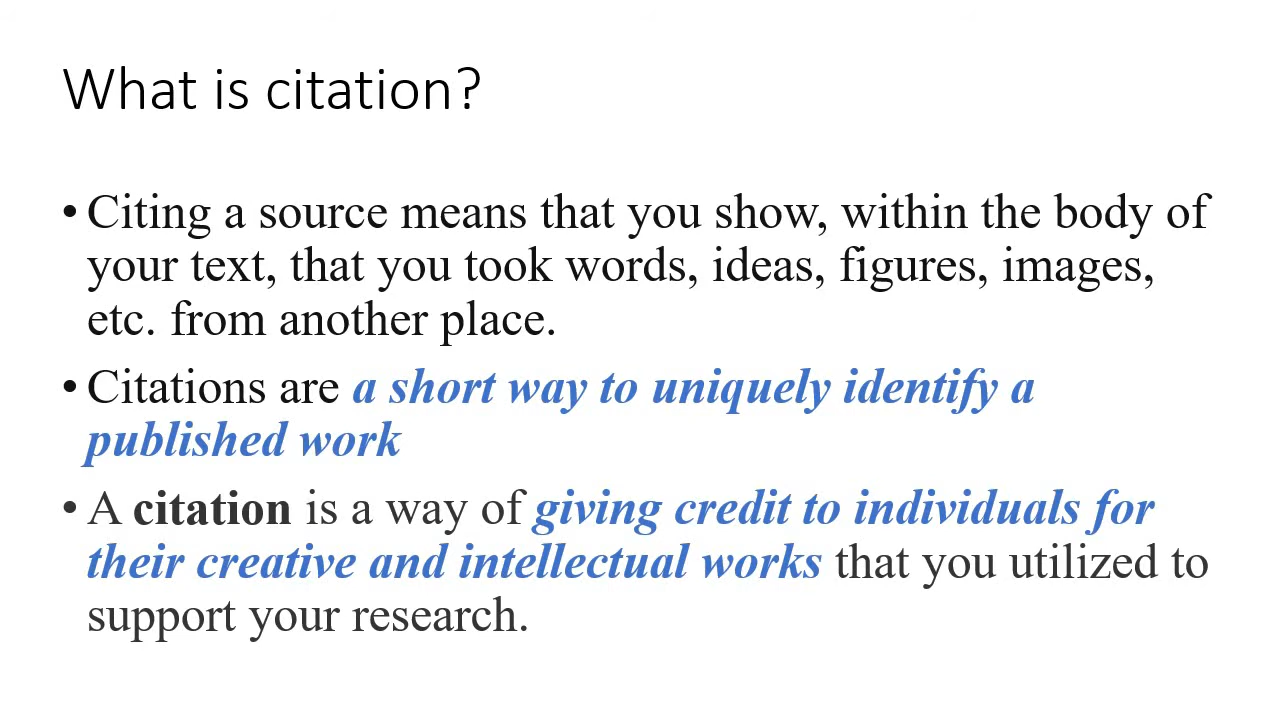 What is citation?
• Citing a source means that you show, within the body of
your text, that you took words, ideas, figures, images,
etc. from another place.
• Citations are a short way to uniquely identify a
published work
• A citation is a way of giving credit to individuals for
their creative and intellectual works that you utilized to
support your research.